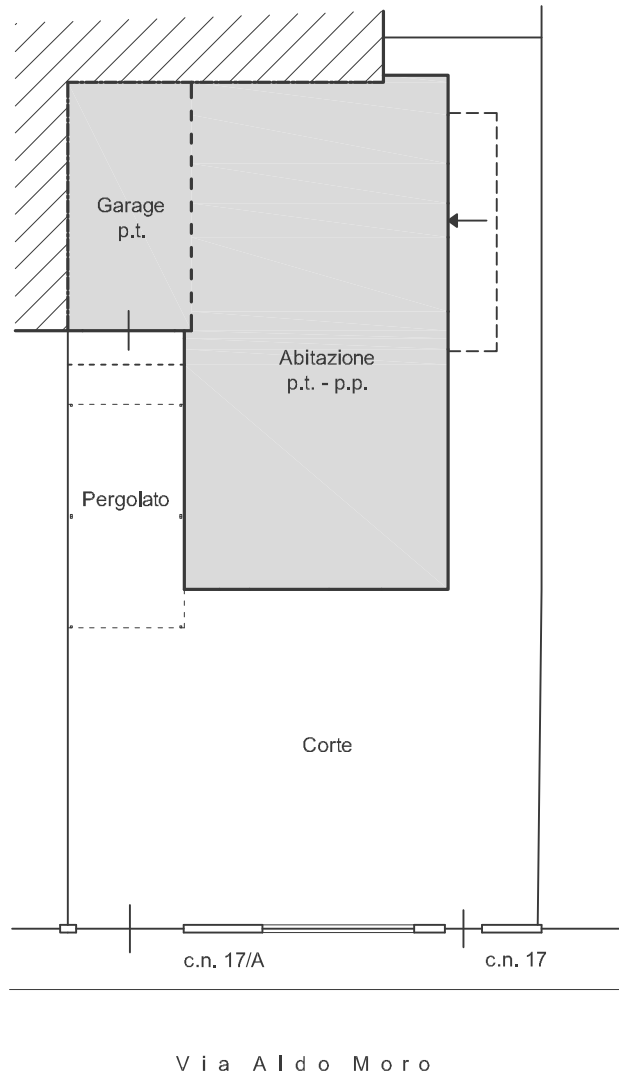 Garage
p.t.
Abitazione
p.t. - p.p.
Pergolato
Corte
c.n. 17/A
c.n. 17
Via Aldo Moro